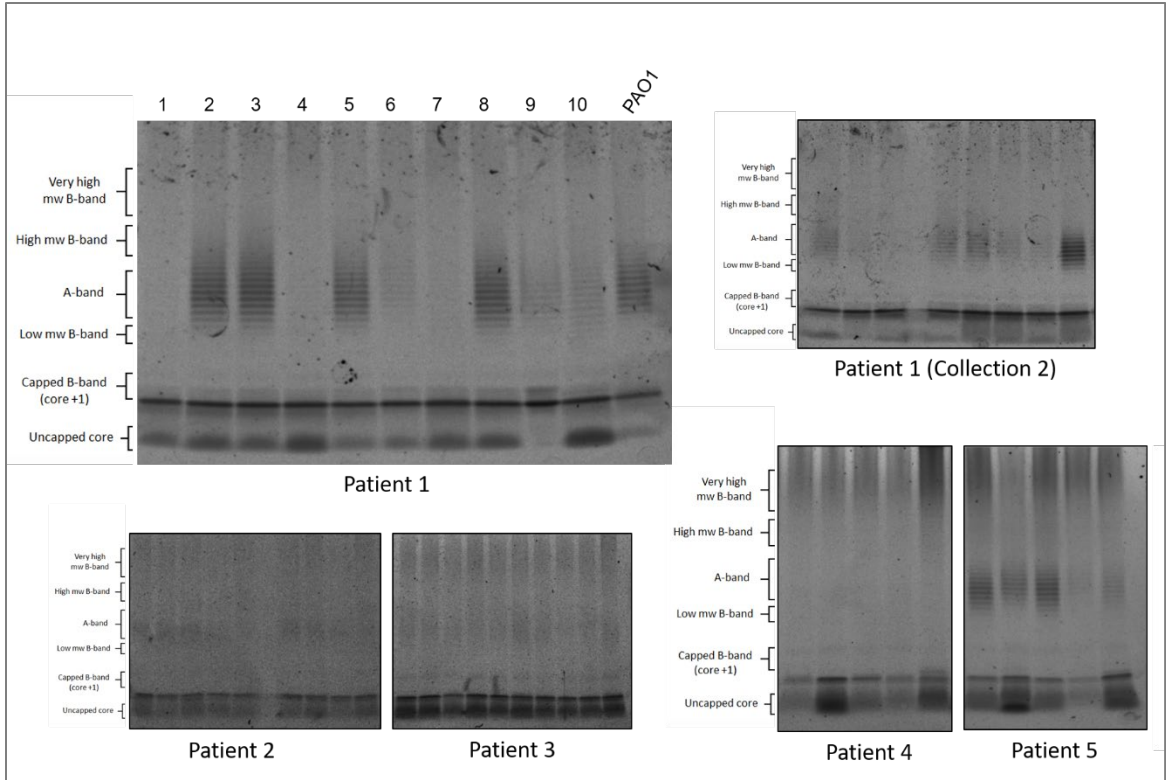 1 2 3 4 5 6 7 8 9 10 PAO1
Very high
mw B-band
High mw B-band
A-band
Low mw B-band
Capped B-band
(core +1)
Uncapped core
Patient 1
Very high
mw B-band
High mw B-band
A-band
Low mw B-band
Capped B-band
(core +1)
Uncapped core
Patient 1 (Collection 2)
Very high
mw B-band
High mw B-band
A-band
Low mw B-band
Capped B-band
(core +1)
Uncapped core
Patient 2
Patient 3
Very high
mw B-band
High mw B-band
A-band
Low mw B-band
Capped B-band
(core +1)
Uncapped core
Patient 4
Patient 5